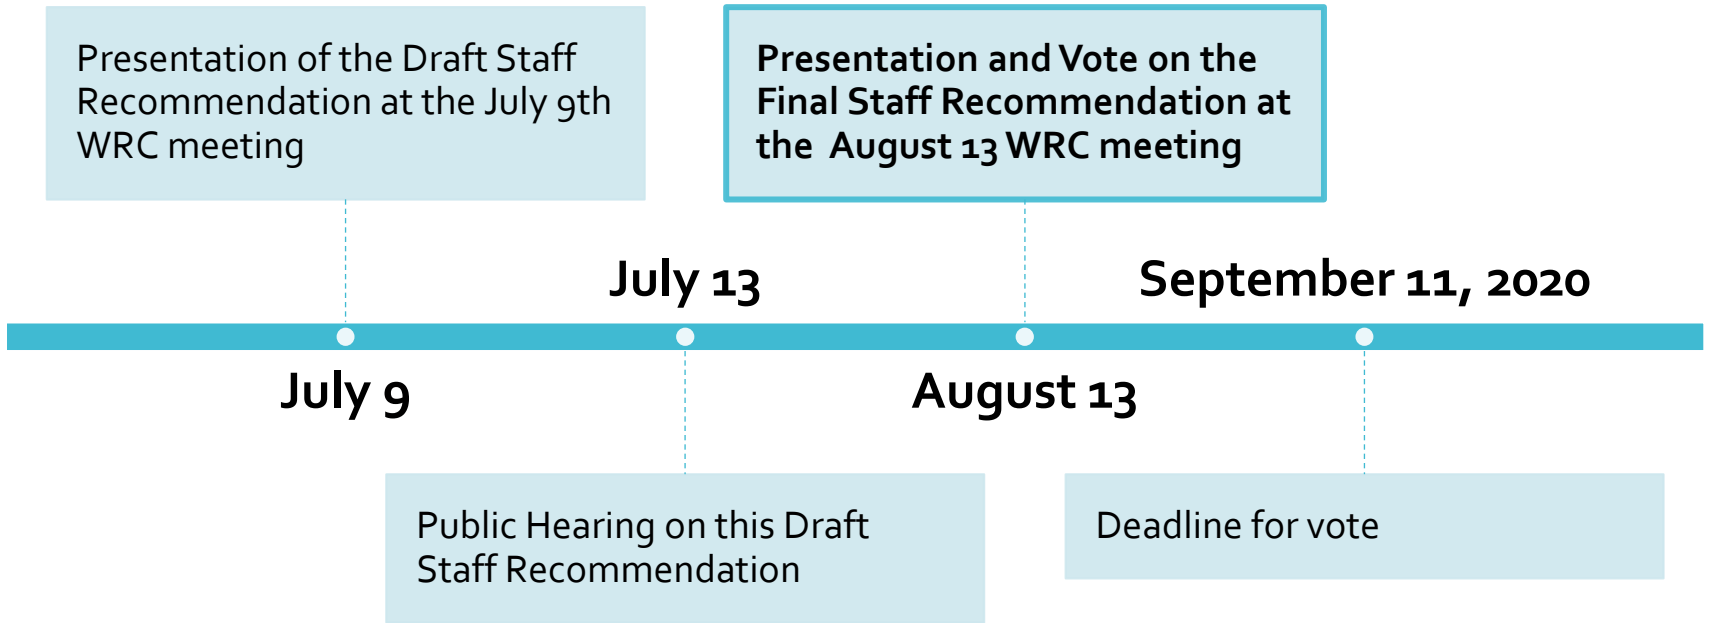 Presentation of the Draft Staff
Recommendation at the July 9th
WRC meeting
Presentation and Vote on the
Final Staff Recommendation at
the  August 13 WRC meeting
July 13
September 11, 2020
July 9
August 13
Public Hearing on this Draft
Staff Recommendation
Deadline for vote